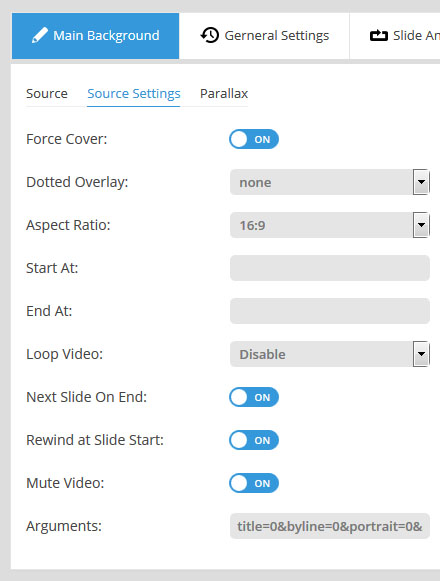 Main Background Gerneral Settings Slide An
Source Source Settings Parallax
Force Cover: ON
Dotted Overlay: none
Aspect Ratio: 16:9
Start At:
End At:
Loop Video: Disable
Next Slide On End: ON
Rewind at Slide Start: ON
Mute Video: ON
Arguments: title=0&byline=0&portrait=0&